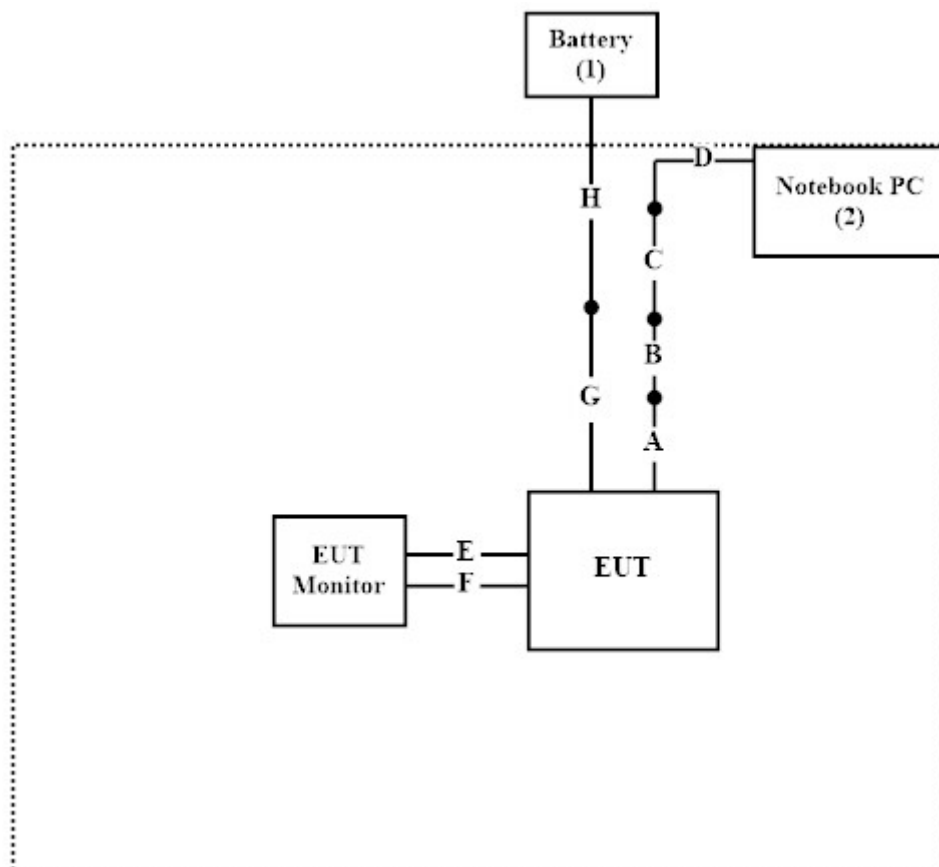 Battery
(1)
D
Notebook PC
(2)
H
C
B
G
A
EUT
Monitor
E
F
EUT